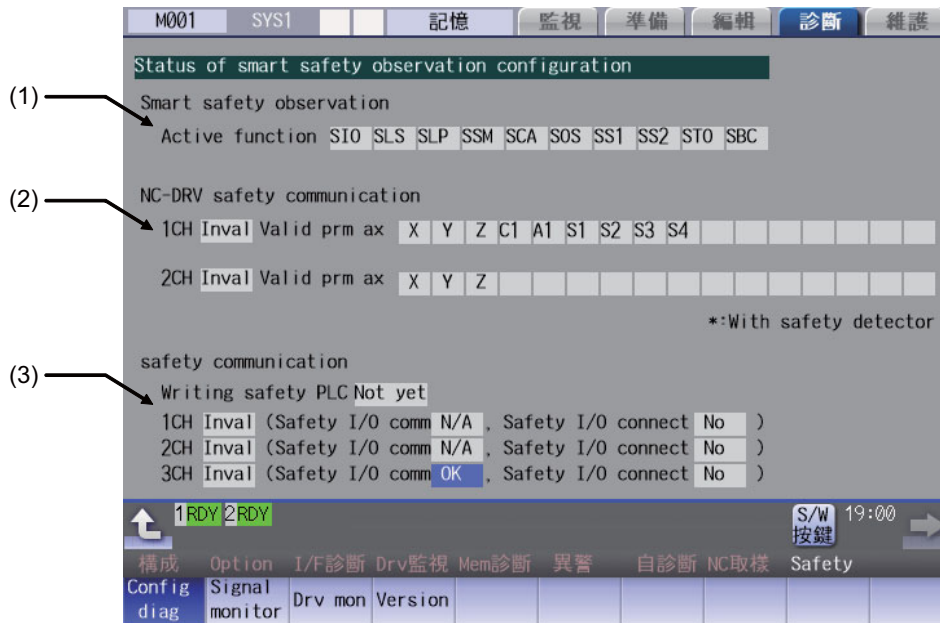 M001 SYS1 記憶 監視 準備 編輯 診斷 維護
Status of smart safety observation configuration
(1)
Smart safety observation
Active function SIO SLS SLP SSM SCA SOS SS1 SS2 STO SBC
(2)
NC-DRV safety communication
1CH Inval Valid prm ax X Y Z C1 A1 S1 S2 S3 S4
2CH Inval Valid prm ax X Y Z
*:With safety detector
(3)
safety communication
Writing safety PLC Not yet
1CH Inval (Safety I/O comm N/A , Safety I/O connect No )
2CH Inval (Safety I/O comm N/A , Safety I/O connect No )
3CH Inval (Safety I/O comm OK , Safety I/O connect No )
1RDY 2RDY S/W 按鍵 19:00
構成 Option I/F診斷 Drv監視 Mem診斷 異警 自診斷 NC取樣 Safety
Config diag Signal monitor Drv mon Version